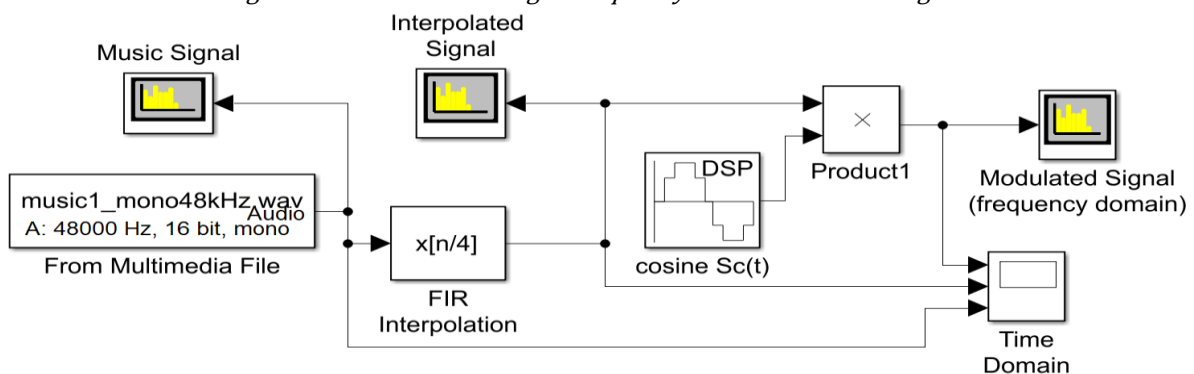 Interpolated
Signal
Music Signal
DSP
Product1
Modulated Signal
(frequency domain)
music1_mono48kHz.wav
Audio
A: 48000 Hz, 16 bit, mono
From Multimedia File
x[n/4]
cosine Sc(t)
FIR
Interpolation
Time
Domain